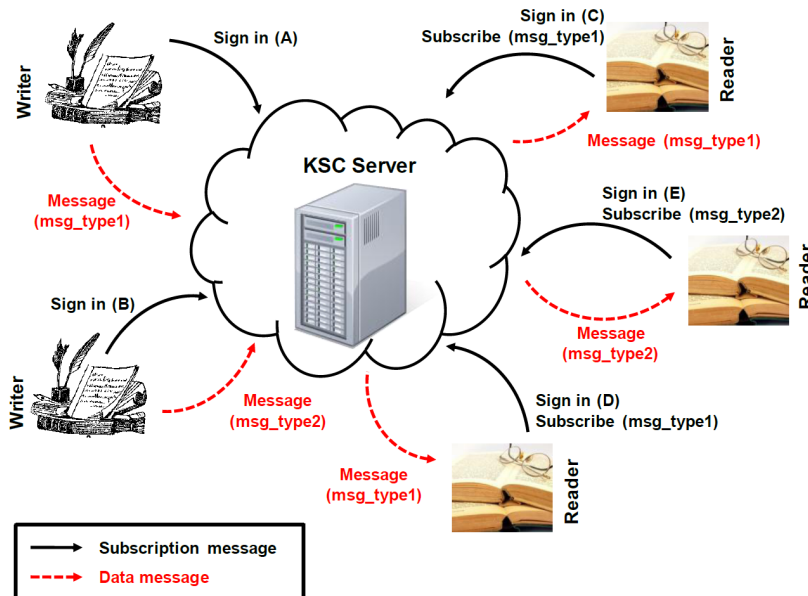 Sign in (A)
Writer
Message
(msg_type1)
Sign in (C)
Subscribe (msg_type1)
Reader
Message (msg_type1)
KSC Server
Sign in (E)
Subscribe (msg_type2)
Reader
Message
(msg_type2)
Sign in (B)
Writer
Message
(msg_type2)
Sign in (D)
Subscribe (msg_type1)
Message
(msg_type1)
Reader
Subscription message
Data message